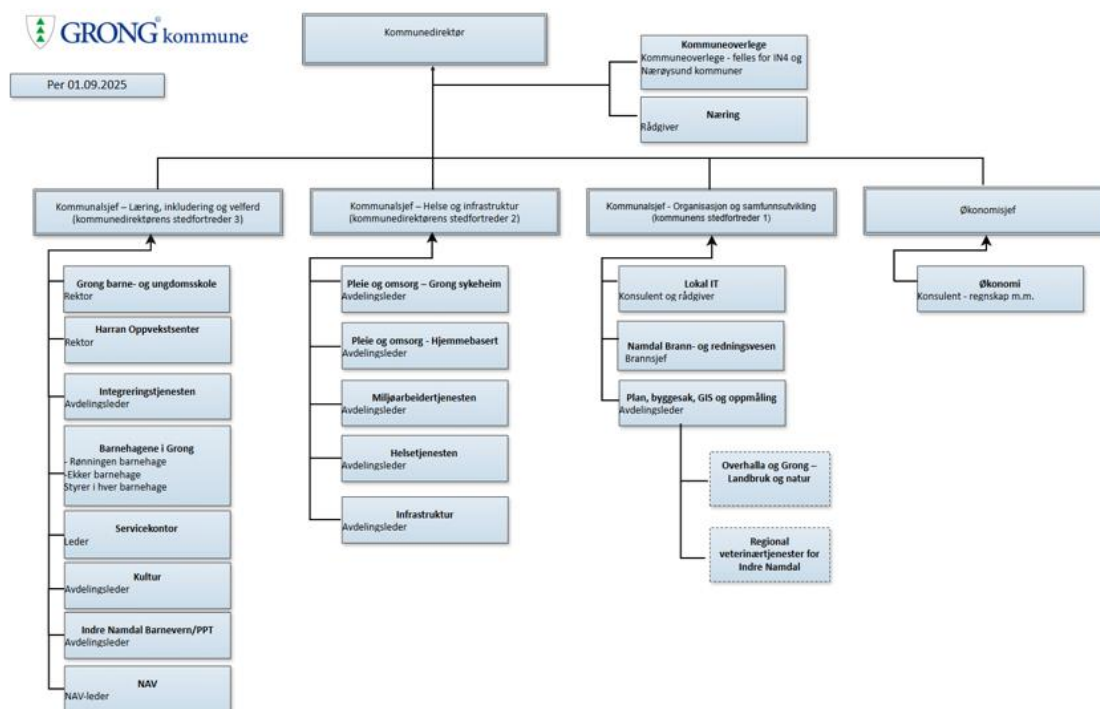 GRONG kommune
Per 01.09.2025
Kommunedirektør
Kommuneoverlege
Kommuneoverlege - felles for IN4 og
Nærøysund kommuner
Næring
Rådgiver
Kommunalsjef – Læring, inkludering og velferd
(kommunedirektørens stedfortreder 3)
Grong barne- og ungdomsskole
Rektor
Harran Oppvekstsenter
Rektor
Integreringstjenesten
Avdelingsleder
Barnehagene i Grong
- Rønningen barnehage
-Ekker barnehage
Styrer i hver barnehage
Servicekontor
Leder
Kultur
Avdelingsleder
Indre Namdal Barnevern/PPT
Avdelingsleder
NAV
NAV-leder
Kommunalsjef – Helse og infrastruktur
(kommunedirektørens stedfortreder 2)
Pleie og omsorg – Grong sykeheim
Avdelingsleder
Pleie og omsorg - Hjemmebasert
Avdelingsleder
Miljøarbeidertjenesten
Avdelingsleder
Helsetjenesten
Avdelingsleder
Infrastruktur
Avdelingsleder
Kommunalsjef - Organisasjon og samfunnsutvikling
(kommunens stedfortreder 1)
Lokal IT
Konsulent og rådgiver
Namdal Brann- og redningsvesen
Brannsjef
Plan, byggesak, GIS og oppmåling
Avdelingsleder
Overhalla og Grong –
Landbruk og natur
Regional
veterinærtjenester for
Indre Namdal
Økonomisjef
Økonomi
Konsulent - regnskap m.m.